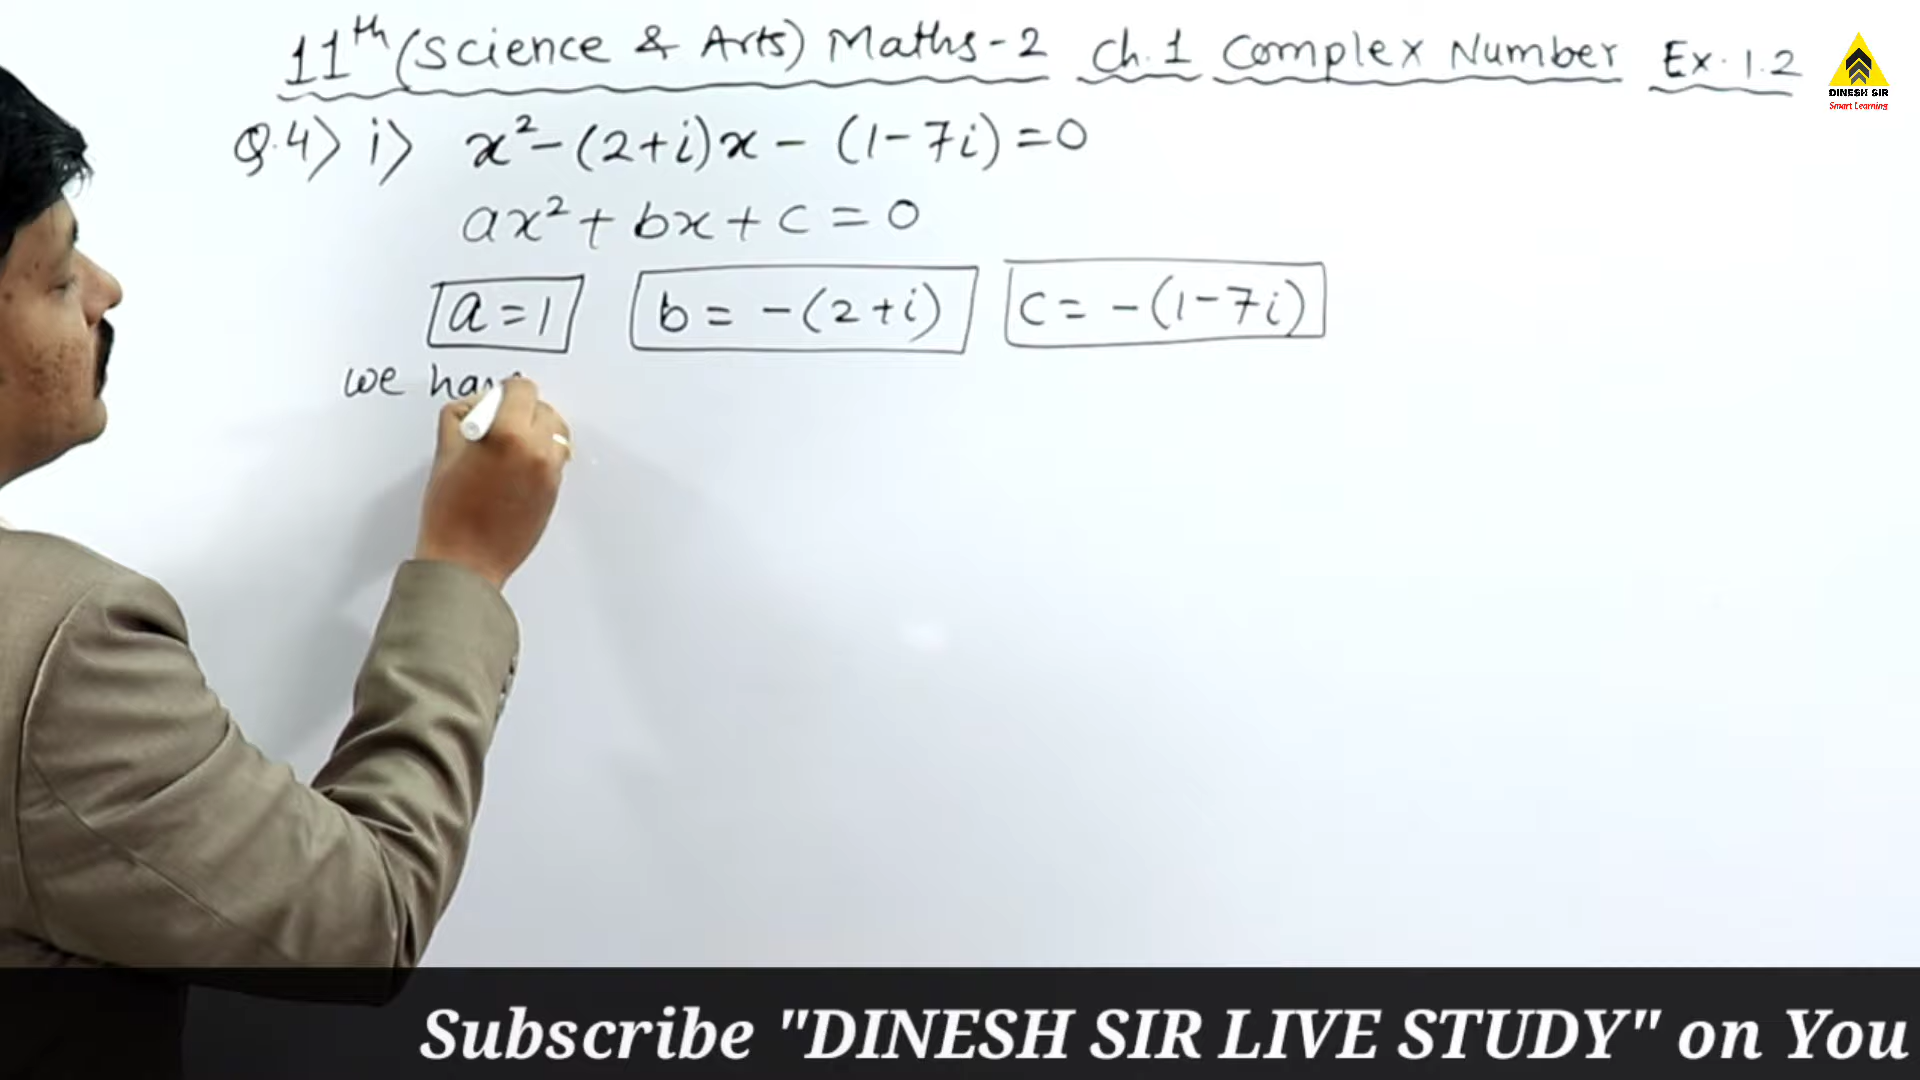 11th (Science & Arts) Maths-2 Ch.1 Complex Number Ex. 1.2
DINESH SIR
Smart Learning
Q.4) i) x² - (2+i)x - (1-7i) = 0
ax² + bx + c = 0
a = 1 b = -(2+i) c = -(1-7i)
we
Subscribe "DINESH SIR LIVE STUDY" on You